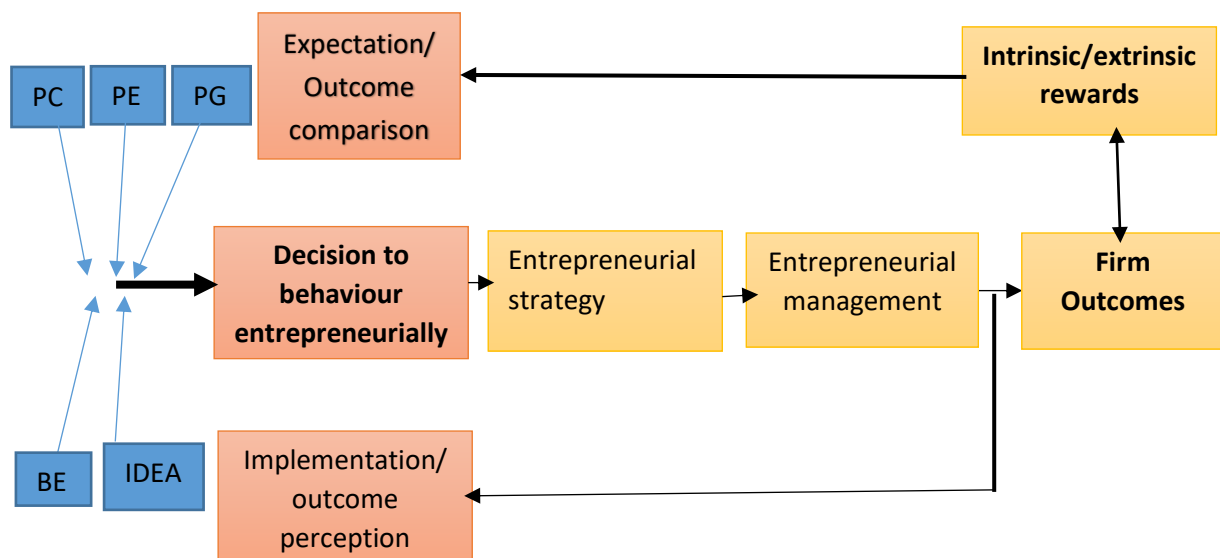 Expectation/
Outcome
comparison
Intrinsic/extrinsic
rewards
PC
PE
PG
Decision to
behaviour
entrepreneurially
Entrepreneurial
strategy
Entrepreneurial
management
Firm
Outcomes
BE
IDEA
Implementation/
outcome
perception